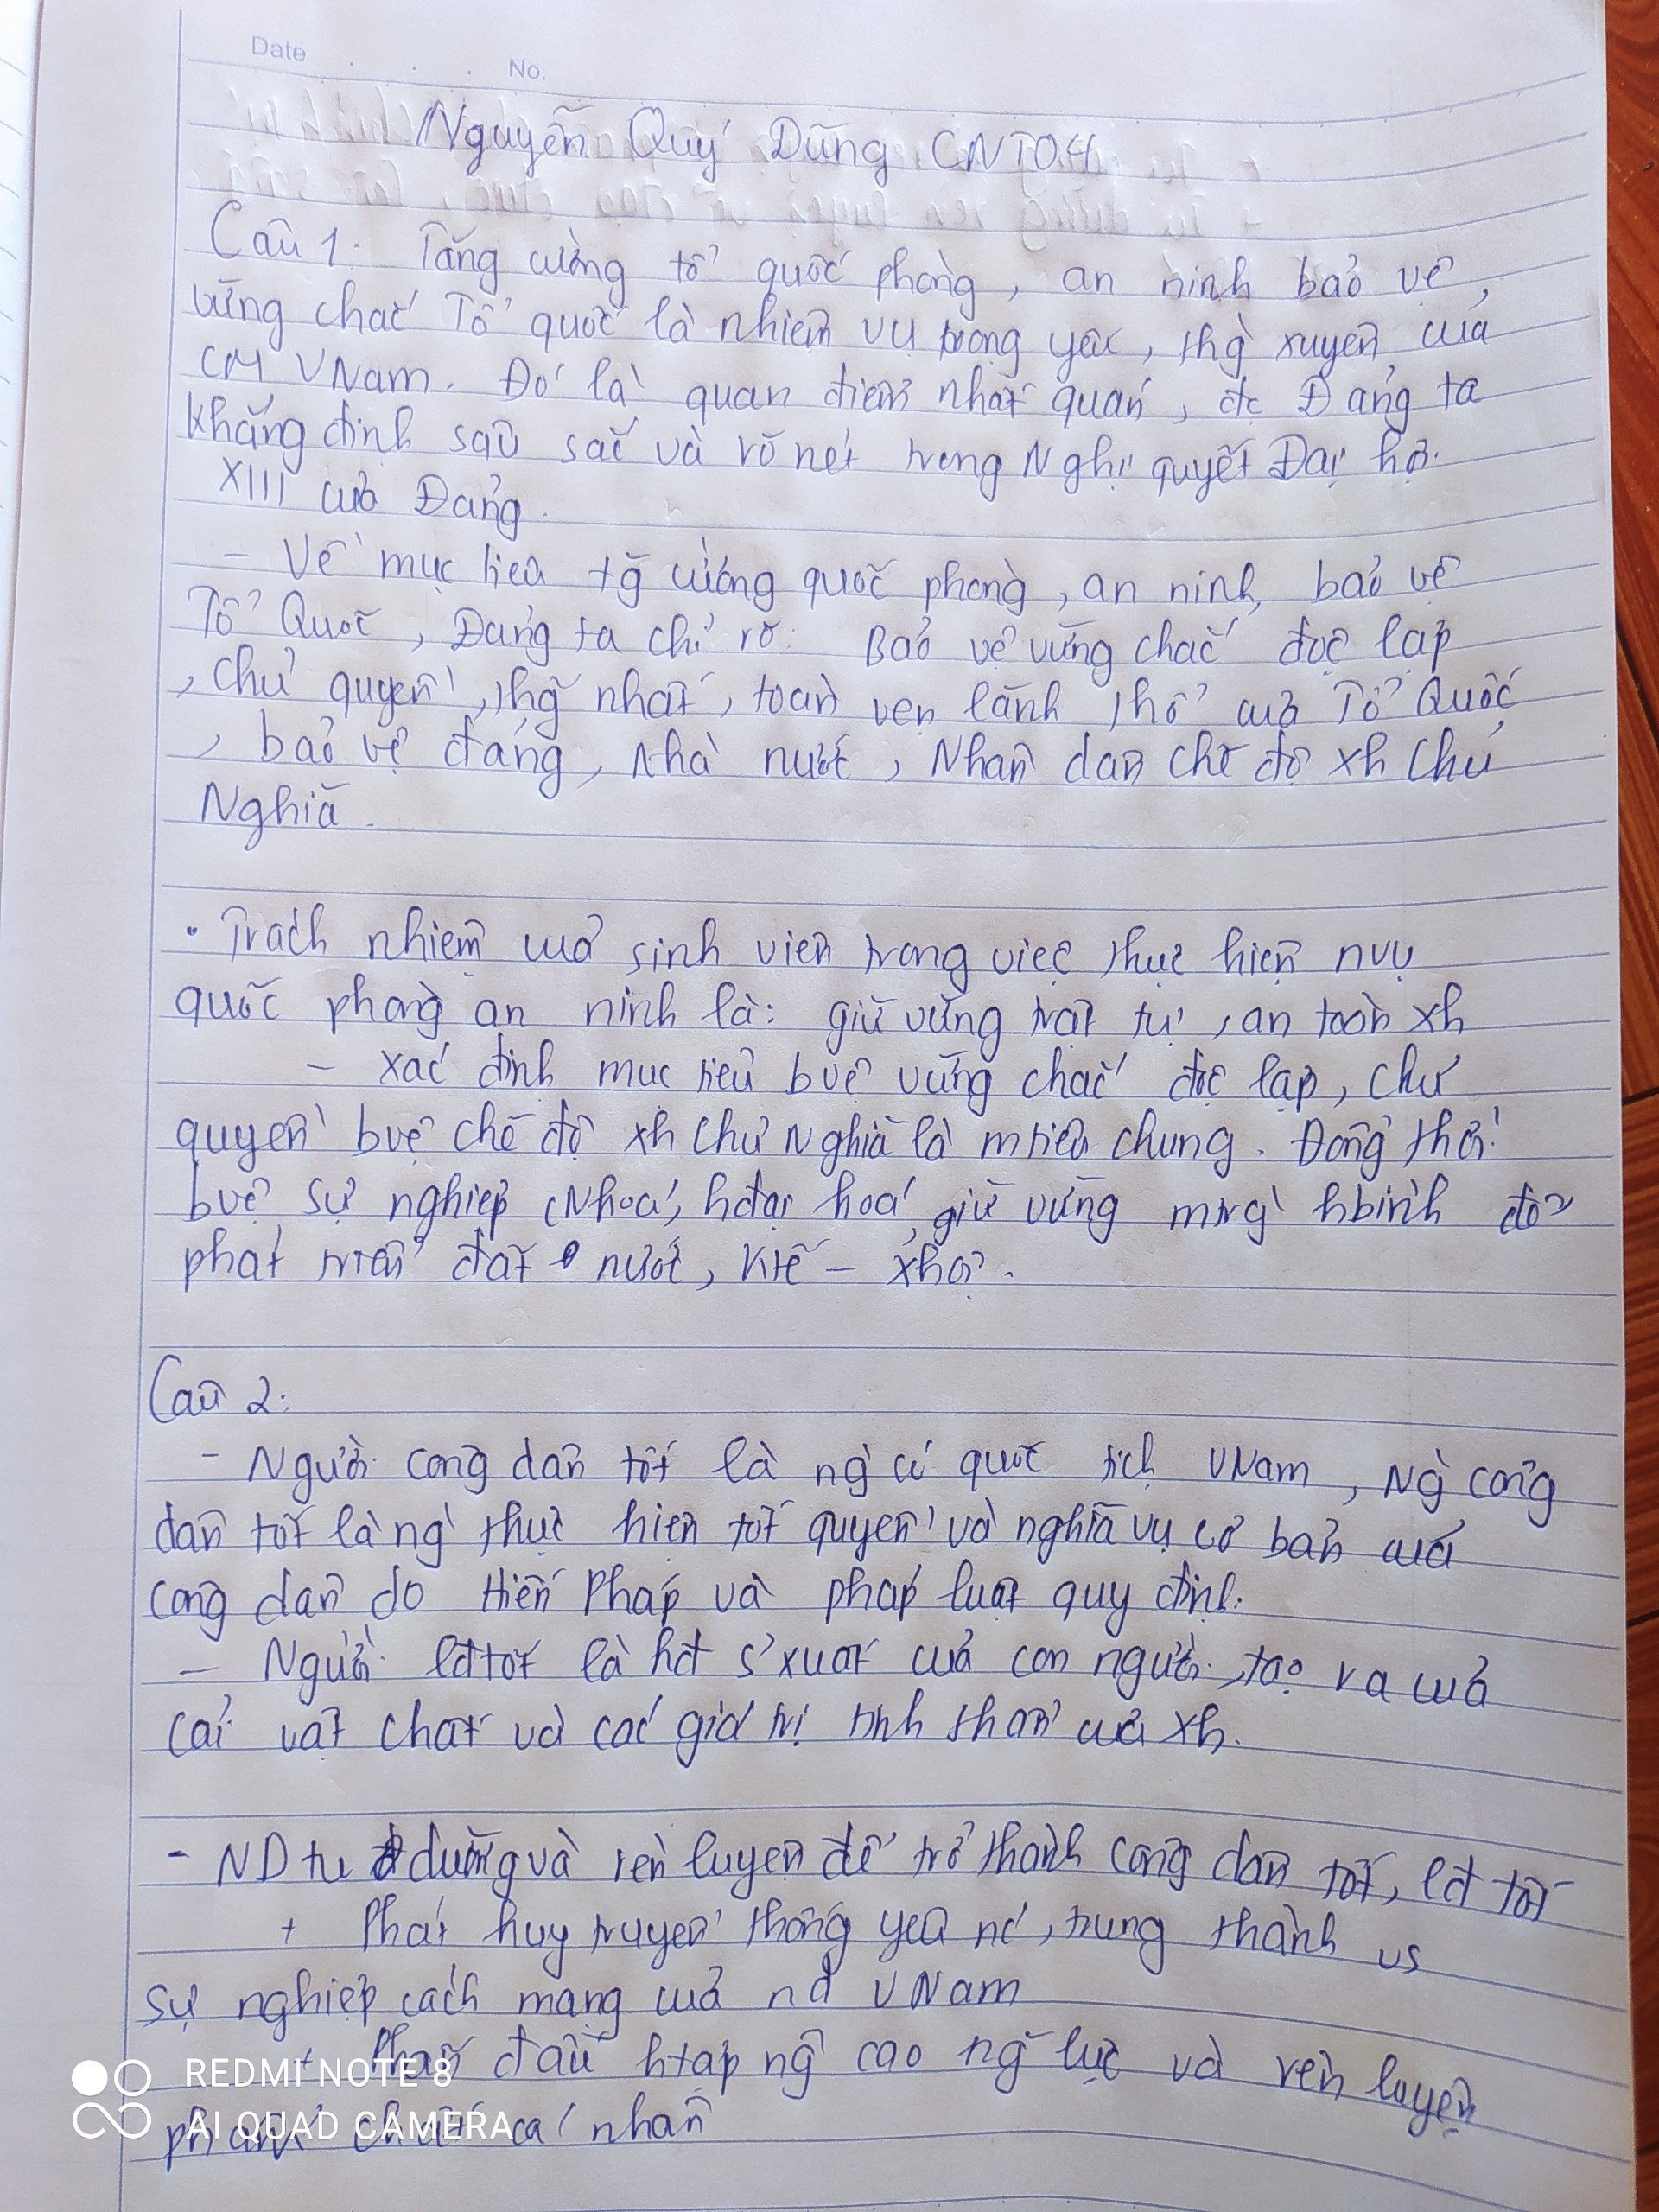 Date No.
Nguyễn Quý Dũng CNTO4
Câu 1. Tăng cường tổ quốc phòng, an ninh bảo vệ
vững chắc Tổ quốc là nhiệm vụ trọng yếu, thg xuyên của
CM VNam. Đó là quan điểm nhất quán, đc Đảng ta
khẳng định sâu sắc và rõ nét trong Nghị quyết Đại hội
XIII của Đảng.
- Về mục tiêu tg cường quốc phòng, an ninh, bảo vệ
Tổ Quốc, Đảng ta chỉ rõ: Bảo vệ vững chắc độc lập
, chủ quyền, thg nhất, toàn vẹn lãnh thổ của Tổ Quốc
, bảo vệ đảng, nhà nước, Nhân dân chế độ xh Chủ
Nghĩa.
• Trách nhiệm của sinh viên trong việc thực hiện nvụ
quốc phòng an ninh là: giữ vững trật tự, an toàn xh
- xác định mục tiêu bvệ vững chắc độc lập, chủ
quyền bvệ chế độ xh Chủ Nghĩa là mtiêu chung. Đồng thời
bvệ sự nghiệp CNhoá, hđại hoá, giữ vững mtrg hbình để
phát triển đất nước, Ktế - xhội.
Câu 2:
- Người công dân tốt là ng có quốc tịch VNam, Ng công
dân tốt là ng thực hiện tốt quyền và nghĩa vụ cơ bản của
công dân do Hiến Pháp và pháp luật quy định.
- Người lđ tốt là hđ s'xuất của con người, tạo ra của
cải vật chất và các giá trị tinh thần của xh.
- ND tu dưỡng và rèn luyện để trở thành công dân tốt, lđ tốt
+ Phát huy truyền thống yêu nc, trung thành vs
sự nghiệp cách mạng của nd VNam
+ Phấn đấu htập ng cao ng lực và rèn luyện
phẩm chất cá nhân
REDMI NOTE 8
AI QUAD CAMERA